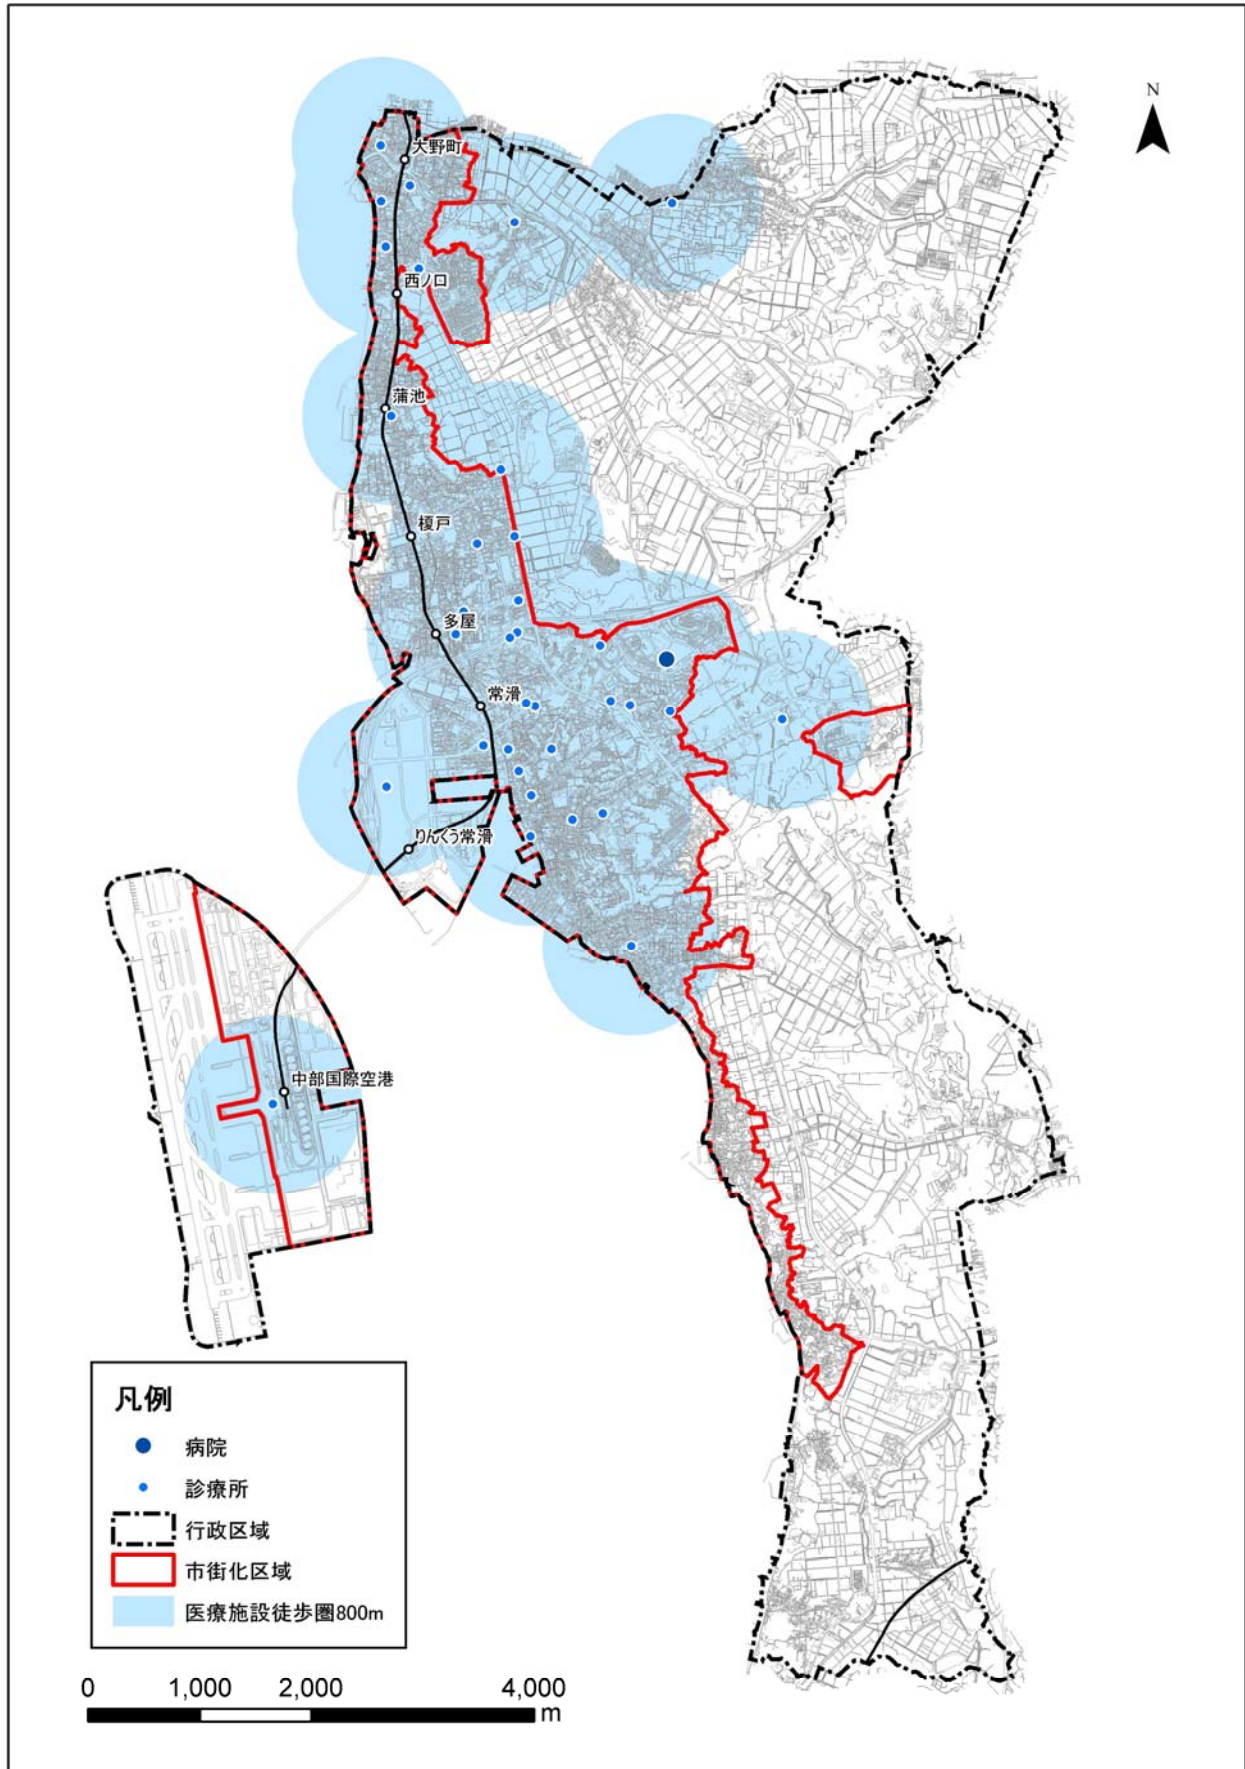 N
大野町
西ノ口
蒲池
榎戸
多屋
常滑
りんくう常滑
中部国際空港
凡例
病院
診療所
行政区域
市街化区域
医療施設徒歩圏800m
0 1,000 2,000 4,000
m